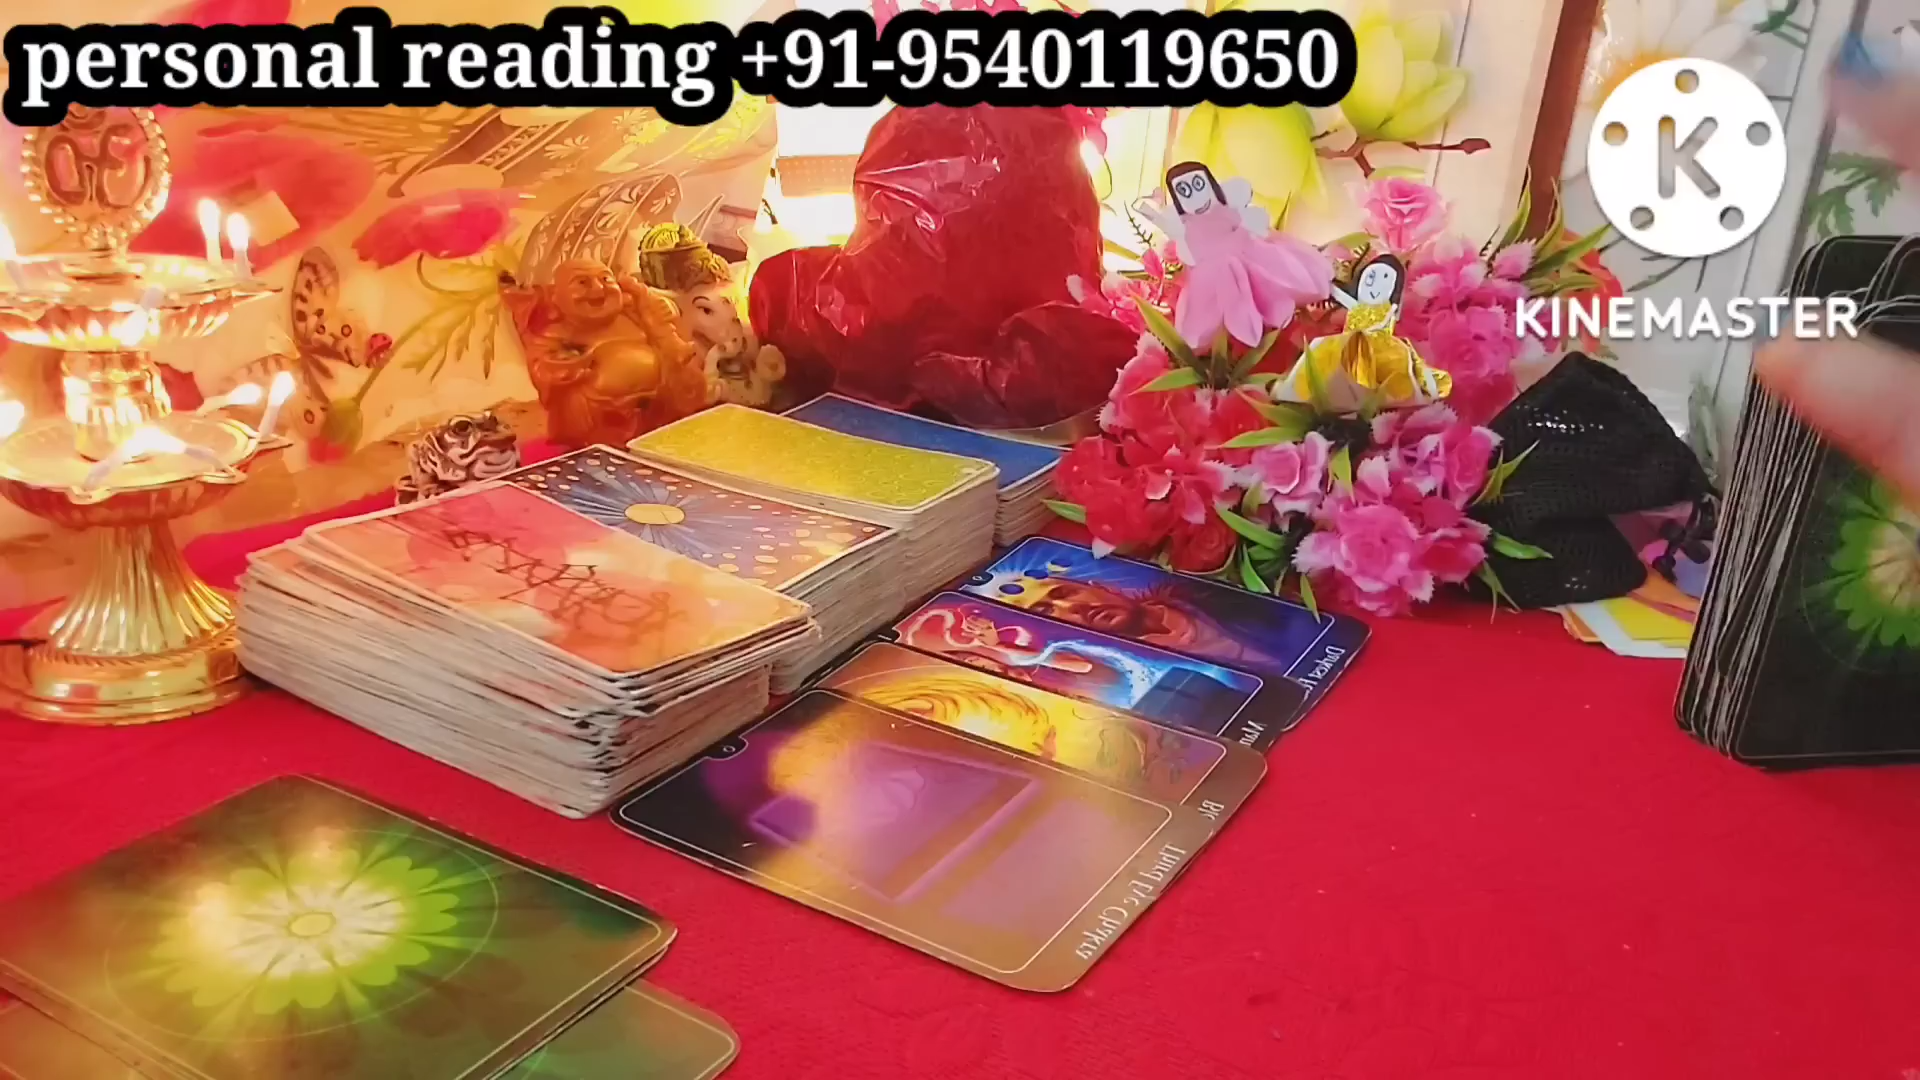 personal reading +91-9540119650
ॐ
K
KINEMASTER
Third Eye Chakra